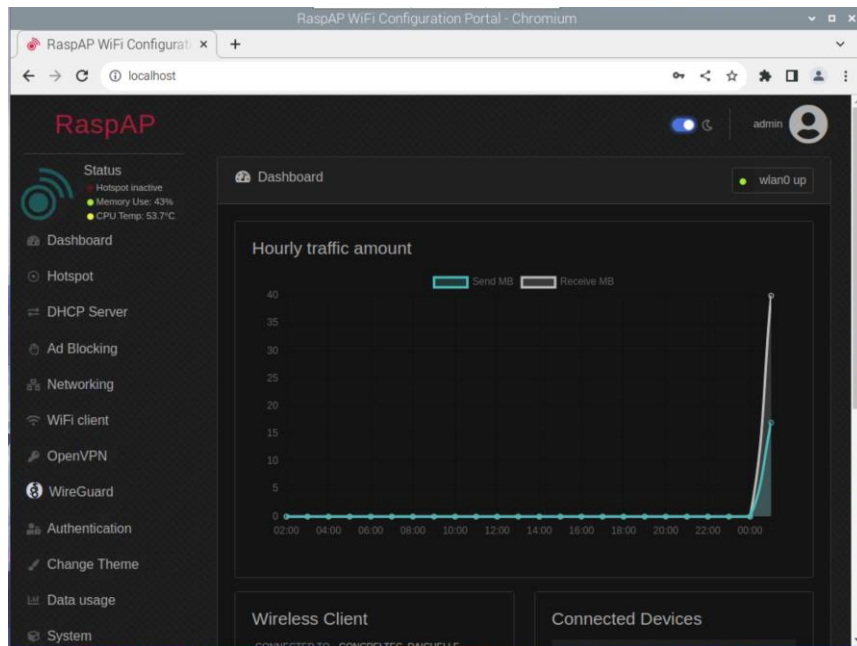 RaspAP WiFi Configuration Portal - Chromium
RaspAP WiFi Configurati
localhost
RaspAP
admin
Status
Hotspot inactive
Memory Use: 43%
CPU Temp: 53.7°C
Dashboard
Hotspot
DHCP Server
Ad Blocking
Networking
WiFi client
OpenVPN
WireGuard
Authentication
Change Theme
Data usage
System
Dashboard
wlan0 up
Hourly traffic amount
Send MB Receive MB
40
35
30
25
20
15
10
5
0
02:00 04:00 06:00 08:00 10:00 12:00 14:00 16:00 18:00 20:00 22:00 00:00
Wireless Client
CONNECTED TO
Connected Devices